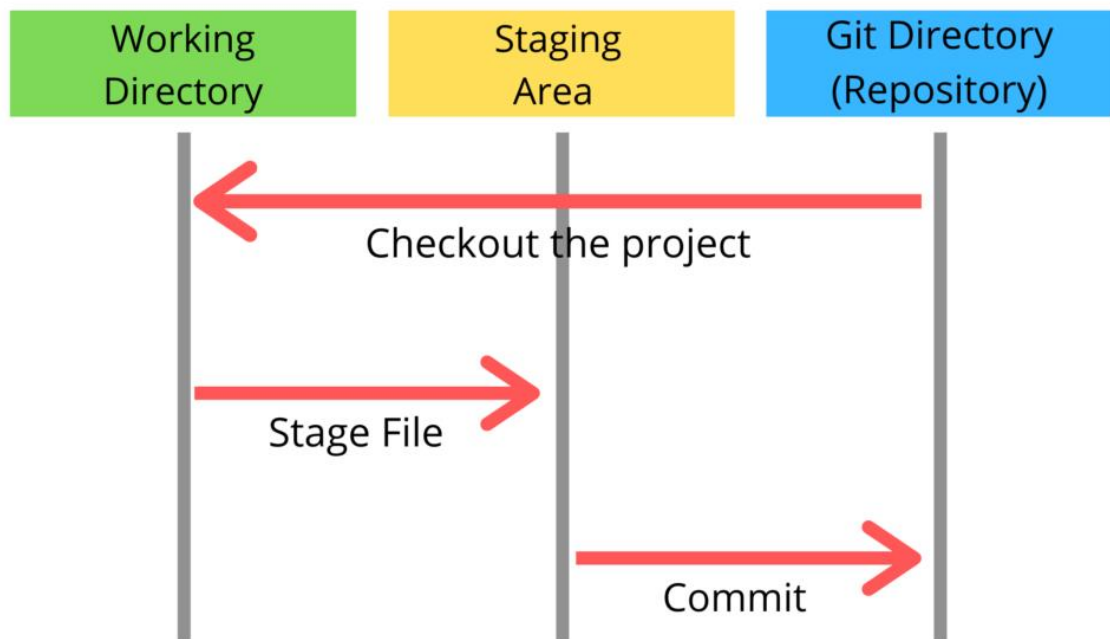 Working
Directory
Staging
Area
Git Directory
(Repository)
Checkout the project
Stage File
Commit